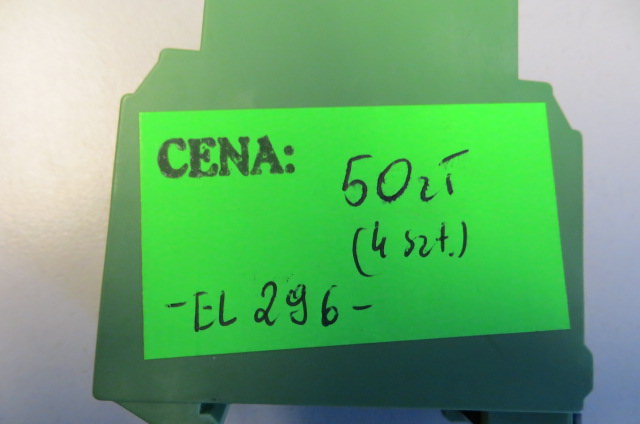 CENA:
50zł
(4 szt.)
-EL 296-